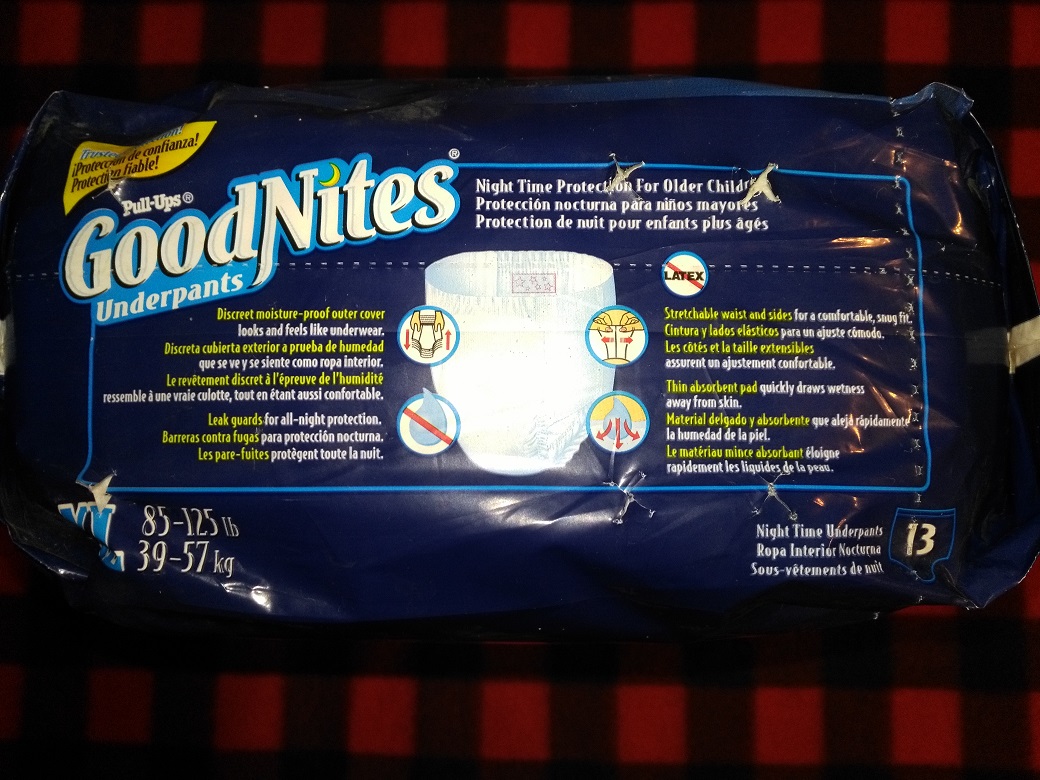 ¡Protección de confianza!
Protection fiable!
Pull-Ups®
GoodNites®
Underpants
Night Time Protection For Older
Protección nocturna para niños mayores
Protection de nuit pour enfants plus âgés
LATEX
Discreet moisture-proof outer cover
looks and feels like underwear.
Discreta cubierta exterior a prueba de humedad
que se ve y se siente como ropa interior.
Le revêtement discret à l'épreuve de l'humidité
ressemble à une vraie culotte, tout en étant aussi confortable.
Leak guards for all-night protection.
Barreras contra fugas para protección nocturna.
Les pare-fuites protègent toute la nuit.
Stretchable waist and sides for a comfortable, snug fit.
Cintura y lados elásticos para un ajuste cómodo.
Les côtés et la taille extensibles
assurent un ajustement confortable.
Thin absorbent pad quickly draws wetness
away from skin.
Material delgado y absorbente que aleja rápidamente
la humedad de la piel.
Le matériau mince absorbant éloigne
rapidement les liquides de la peau.
XL
85-125 lb
39-57 kg
Night Time Underpants
Ropa Interior Nocturna
Sous-vêtements de nuit
13